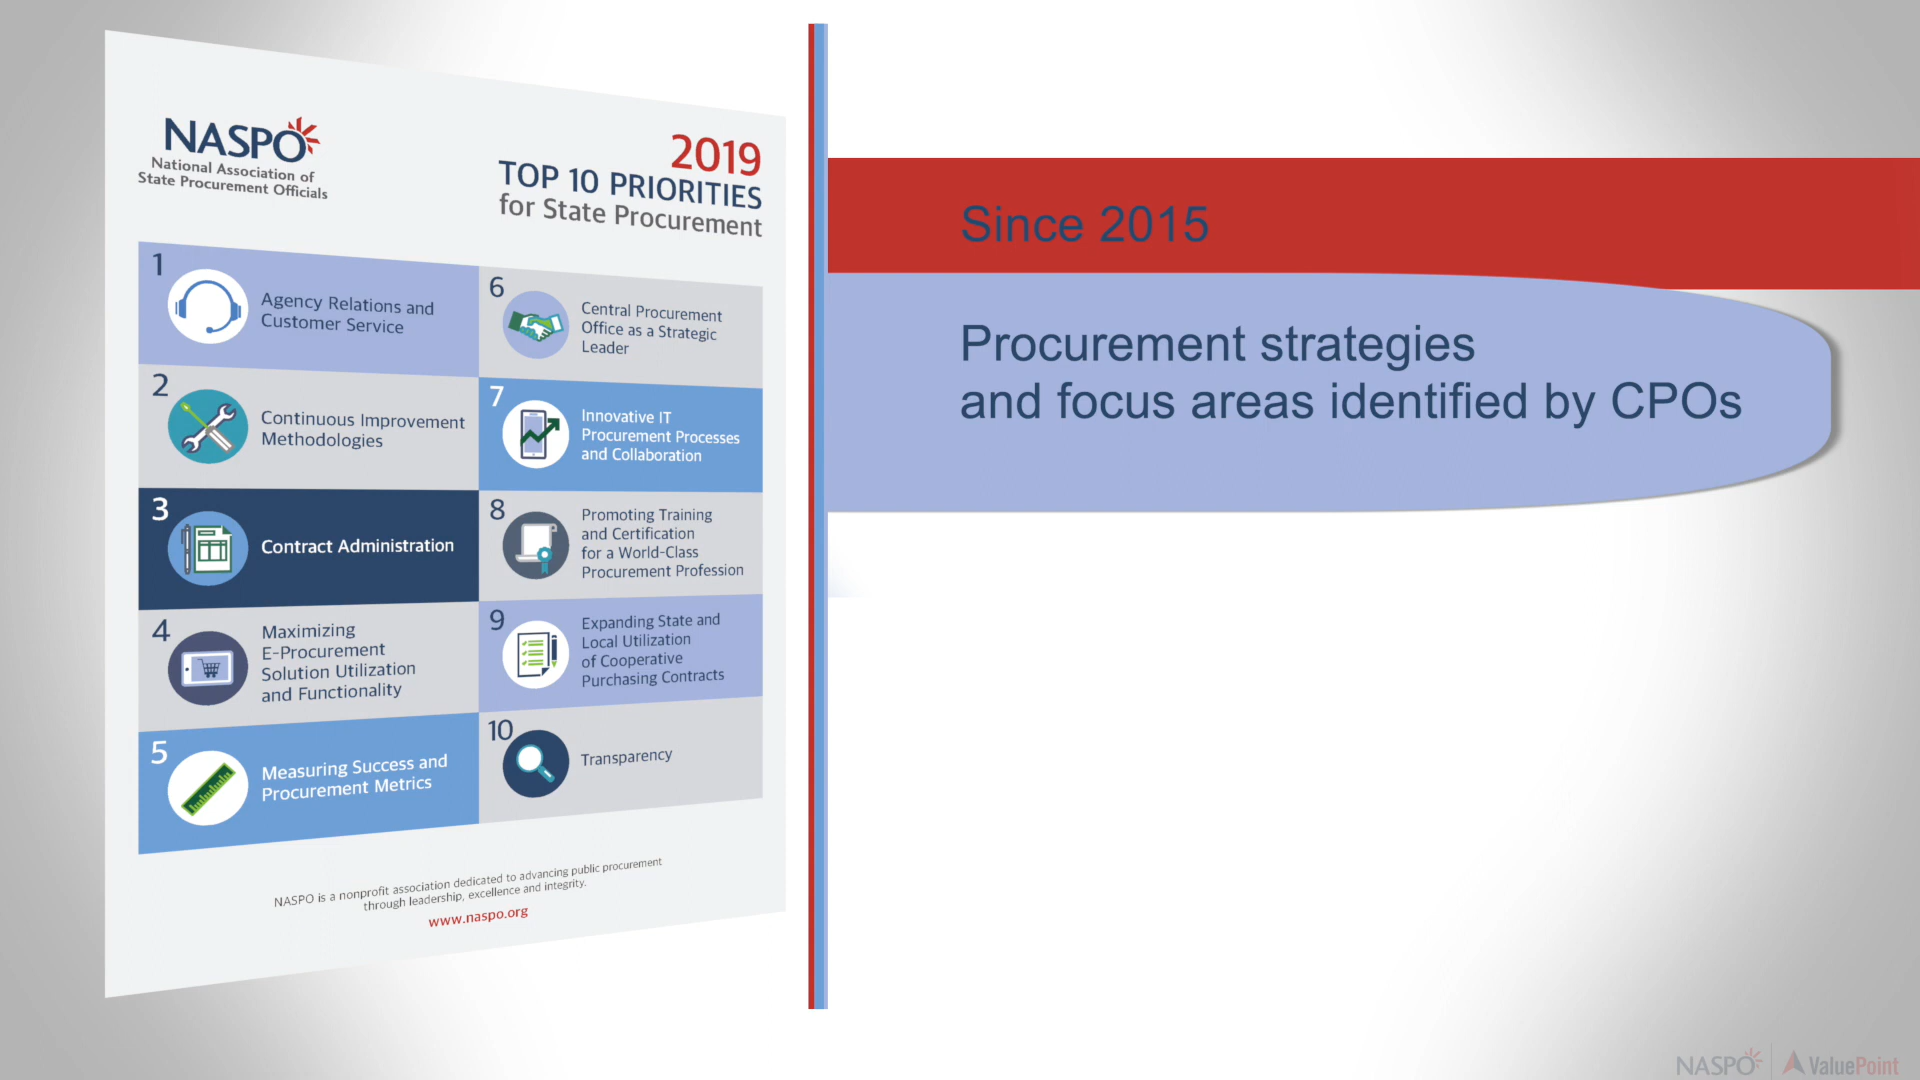 NASPO
National Association of
State Procurement Officials
2019
TOP 10 PRIORITIES
for State Procurement
1
Agency Relations and
Customer Service
2
Continuous Improvement
Methodologies
3
Contract Administration
4
Maximizing
E-Procurement
Solution Utilization
and Functionality
5
Measuring Success and
Procurement Metrics
6
Central Procurement
Office as a Strategic
Leader
7
Innovative IT
Procurement Processes
and Collaboration
8
Promoting Training
and Certification
for a World-Class
Procurement Profession
9
Expanding State and
Local Utilization
of Cooperative
Purchasing Contracts
10
Transparency
NASPO is a nonprofit association dedicated to advancing public procurement
through leadership, excellence and integrity.
www.naspo.org
Since 2015
Procurement strategies
and focus areas identified by CPOs
NASPO ValuePoint